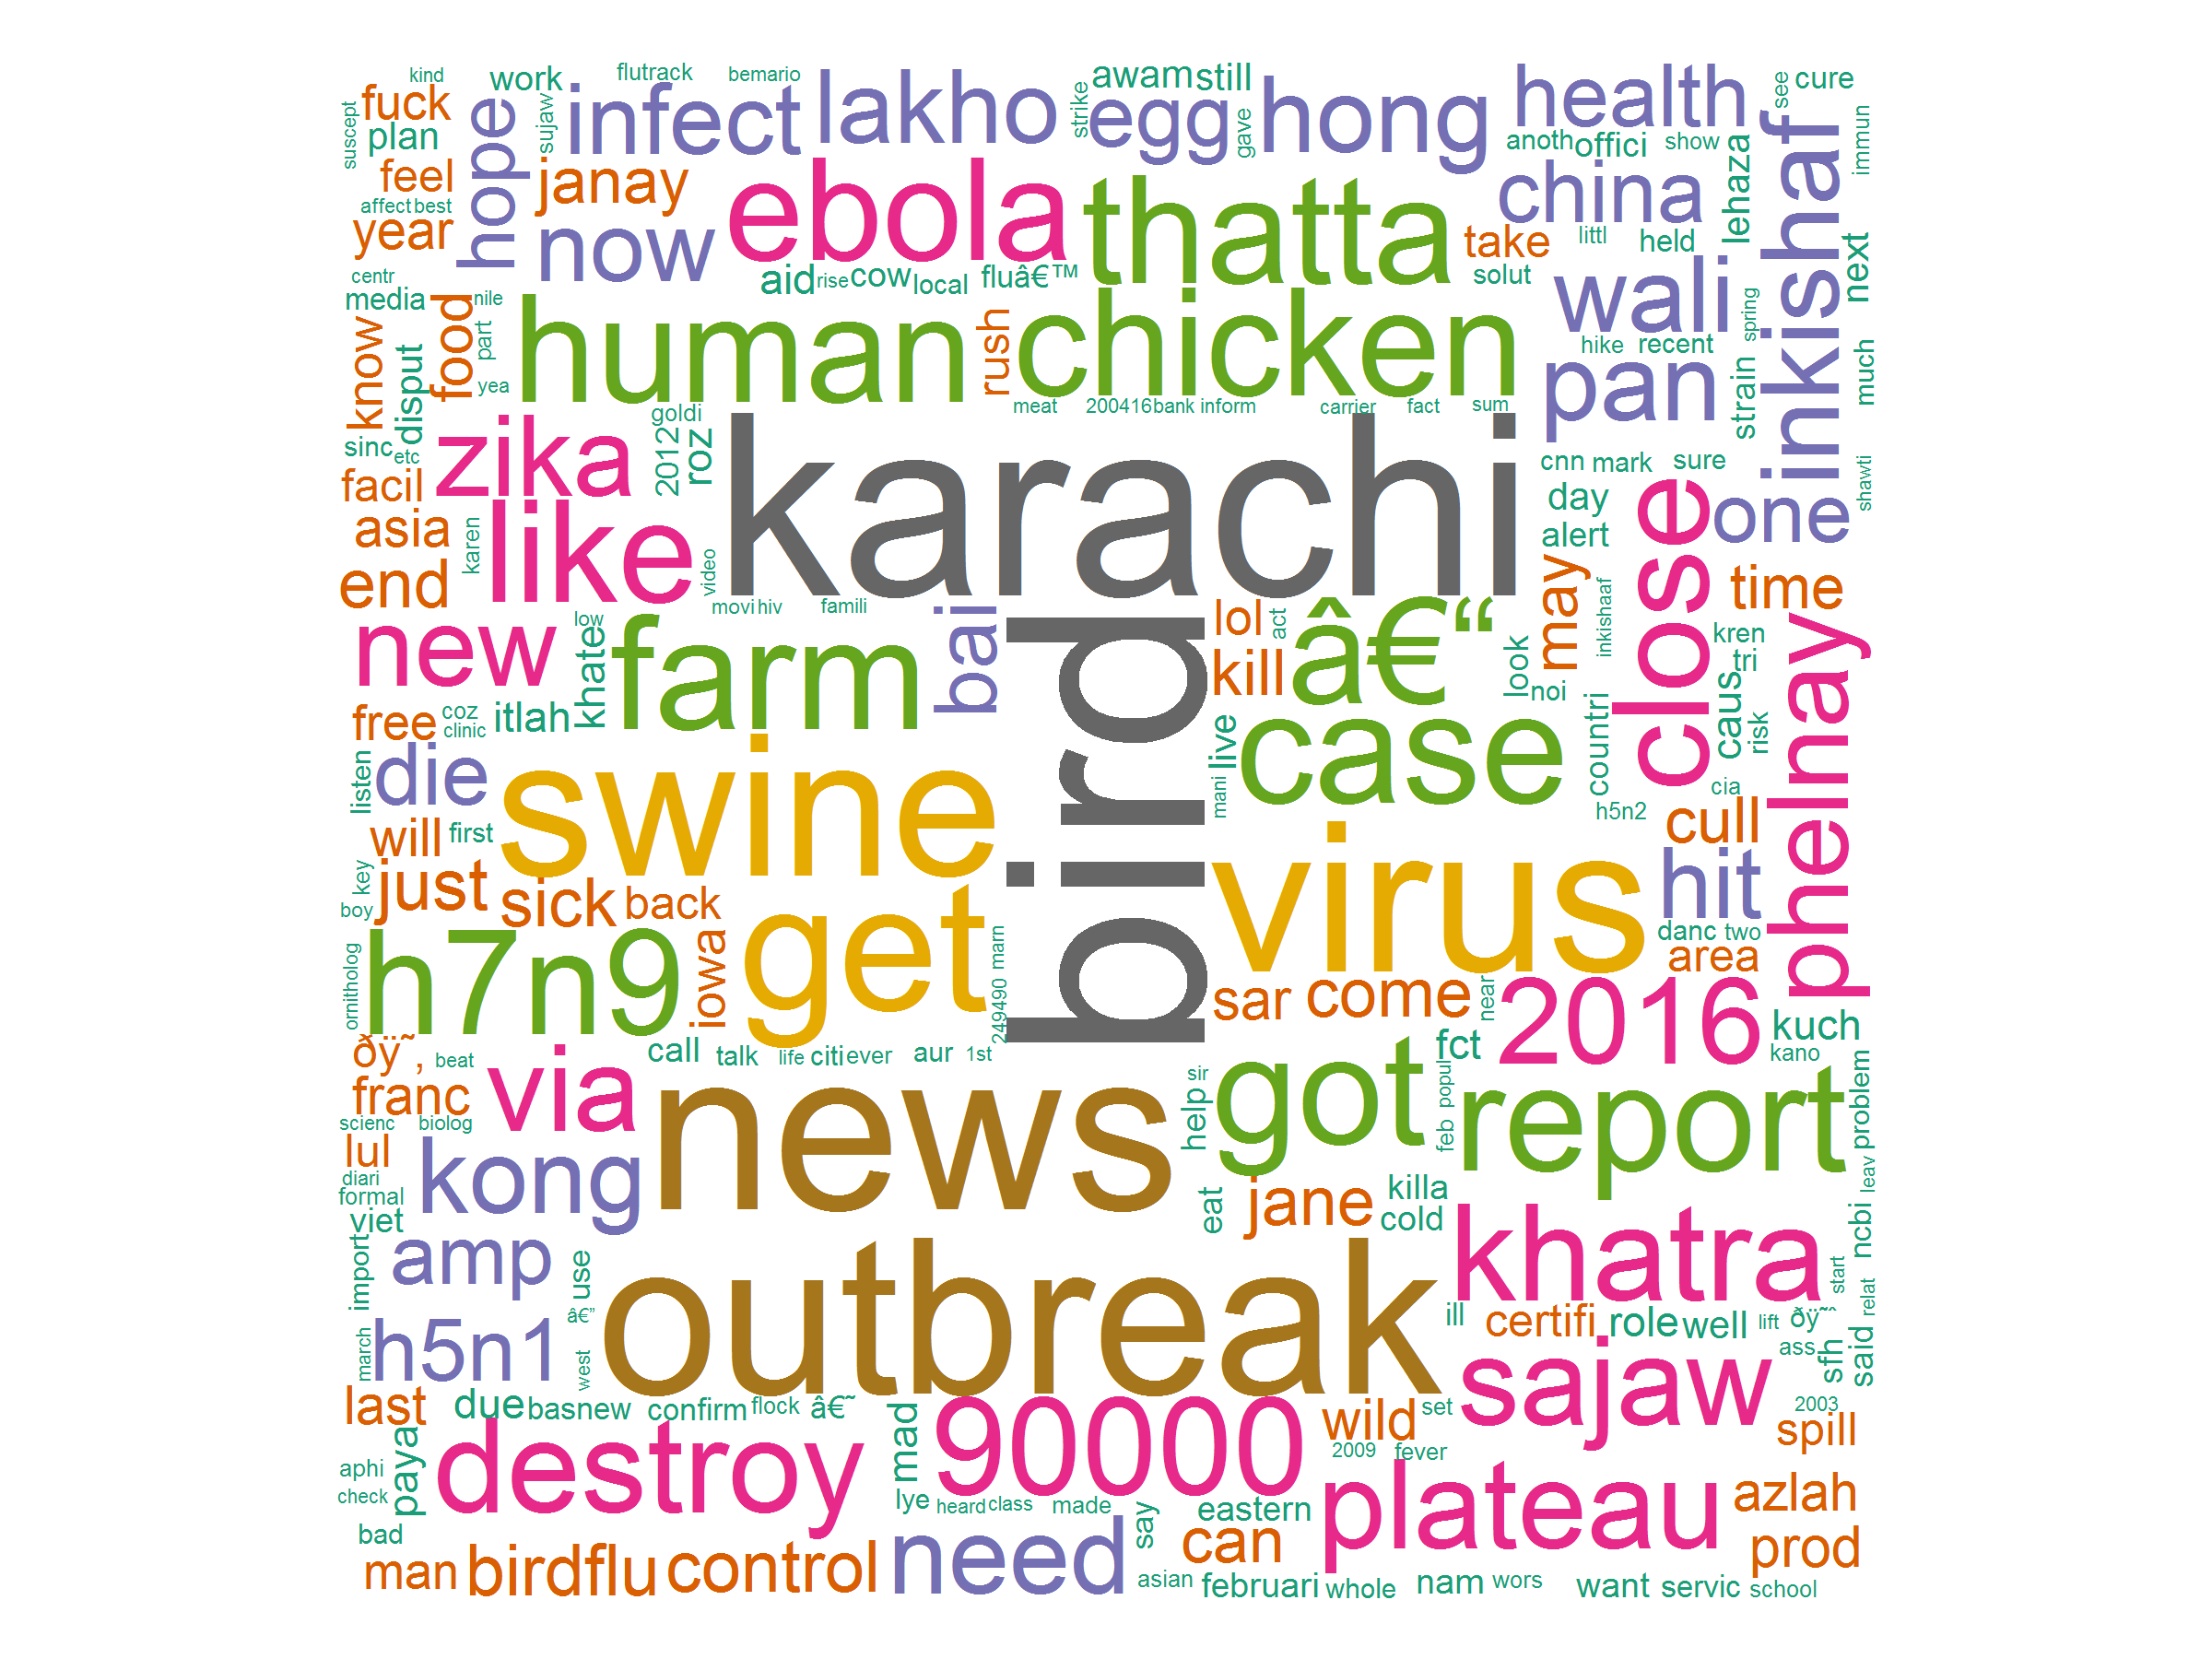 kind
work
flutrack
bemario
fuck
plan
suscept
hope
sujaw
infect
lakho
strike
awam
still
egg
gave
hong
health
see
cure
anoth
offici
show
immun
feel
janay
ebola
thatta
china
lehaza
inkishaf
affect
best
year
now
take
littl
held
next
centr
media
aid
rise
cow
local
fluâ€™
solut
wali
spring
nile
food
part
know
disput
yea
human
rush
chicken
hike
recent
pan
strain
much
goldi
meat
200416
bank
inform
carrier
fact
sum
sinc
etc
zika
2012
roz
karachi
cnn
mark
sure
shawti
facil
day
close
one
asia
karen
like
video
alert
end
movi
hiv
famili
may
inkishaaf
time
low
new
khate
farm
bai
bird
lol
act
kill
â€“
look
noi
kren
tri
phelnay
free
coz
clinic
itlah
live
case
countri
caus
risk
die
listen
swine
mani
h5n2
cia
will
first
cull
key
boy
just
sick
back
get
virus
hit
danc
two
ornitholog
h7n9
iowa
249490
marn
sar
come
near
area
2016
kuch
ðÿ˜‚
beat
call
talk
life
citi
ever
aur
1st
fct
kano
franc
via
news
sir
help
got
feb
popul
report
problem
scienc
biolog
lul
diari
formal
viet
kong
eat
jane
killa
cold
khatra
leav
ncbi
amp
import
use
outbreak
start
relat
â€”
ill
certifi
role
well
lift
ðÿ˜ˆ
march
h5n1
west
ass
sfh
said
last
due
basnew
confirm
flock
â€˜
mad
90000
wild
set
sajaw
2003
spill
paya
destroy
2009
fever
aphi
check
lye
heard
class
made
say
eastern
plateau
azlah
bad
man
birdflu
control
need
can
prod
asian
februari
whole
nam
wors
want
servic
school